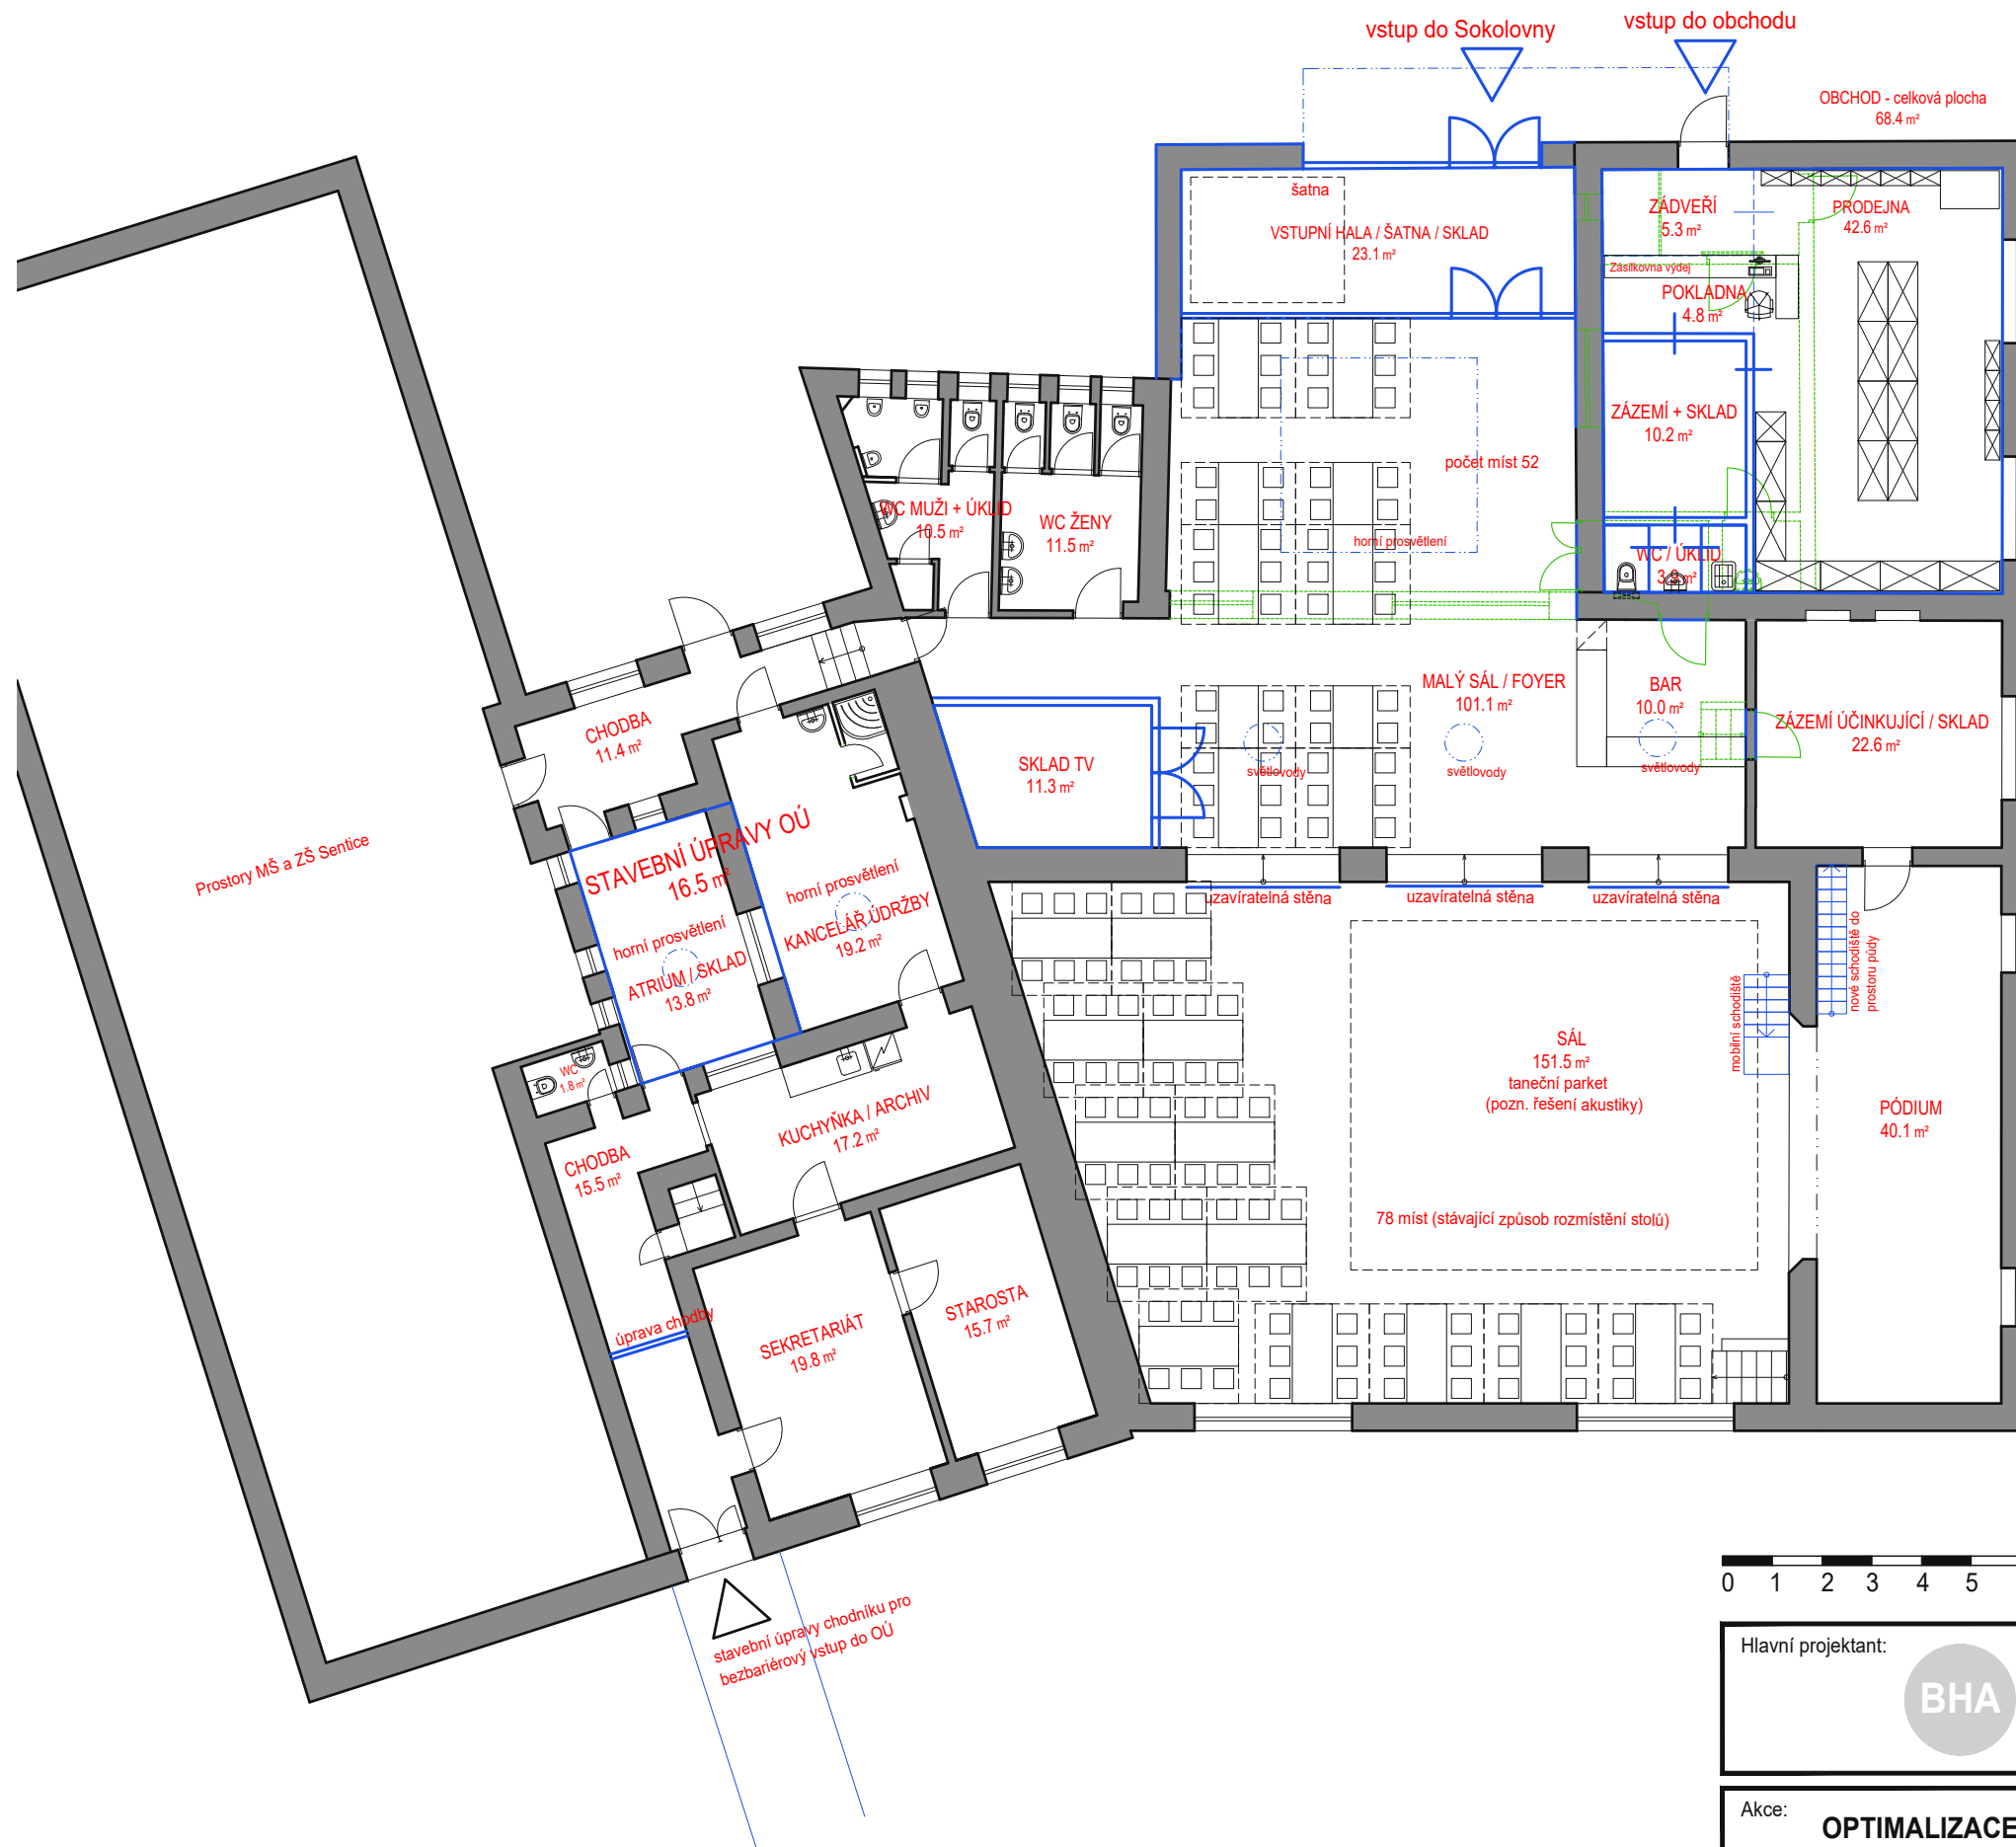 vstup do Sokolovny
vstup do obchodu
OBCHOD - celková plocha
68.4 m²
šatna
VSTUPNÍ HALA / ŠATNA / SKLAD
23.1 m²
ZÁDVEŘÍ
5.3 m²
PRODEJNA
42.6 m²
Zásilkovna výdej
POKLADNA
4.8 m²
ZÁZEMÍ + SKLAD
10.2 m²
počet míst 52
horní prosvětlení
WC / ÚKLID
3.9 m²
WC MUŽI + ÚKLID
10.5 m²
WC ŽENY
11.5 m²
MALÝ SÁL / FOYER
101.1 m²
BAR
10.0 m²
ZÁZEMÍ ÚČINKUJÍCÍ / SKLAD
22.6 m²
CHODBA
11.4 m²
SKLAD TV
11.3 m²
světlovody
světlovody
světlovody
Prostory MŠ a ZŠ Sentice
STAVEBNÍ ÚPRAVY OÚ
16.5 m²
horní prosvětlení
KANCELÁŘ ÚDRŽBY
19.2 m²
horní prosvětlení
ATRIUM / SKLAD
13.8 m²
uzavíratelná stěna
uzavíratelná stěna
uzavíratelná stěna
mobilní schodiště
nové schodiště do
prostoru půdy
SÁL
151.5 m²
taneční parket
(pozn. řešení akustiky)
PÓDIUM
40.1 m²
WC
1.8 m²
KUCHYŇKA / ARCHIV
17.2 m²
CHODBA
15.5 m²
78 míst (stávající způsob rozmístění stolů)
úprava chodby
SEKRETARIÁT
19.8 m²
STAROSTA
15.7 m²
stavební úpravy chodníku pro
bezbariérový vstup do OÚ
0 1 2 3 4 5
Hlavní projektant:
BHA
Akce:
OPTIMALIZACE